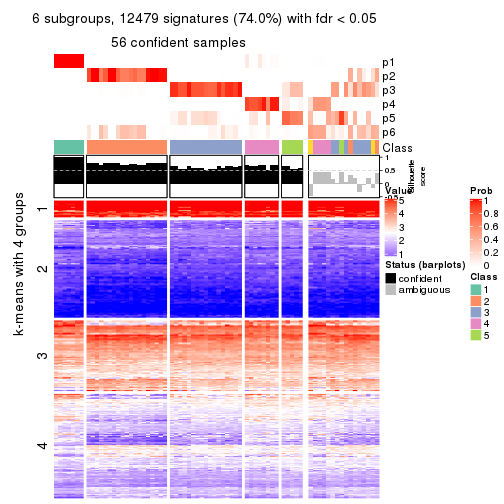 6 subgroups, 12479 signatures (74.0%) with fdr < 0.05
56 confident samples
p1
p2
p3
p4
p5
p6
Class
1
0.5
0
-0.5
Silhouette
score
k-means with 4 groups
1
2
3
4
Value
5
4
3
2
1
Status (barplots)
confident
ambiguous
Prob
1
0.8
0.6
0.4
0.2
0
Class
1
2
3
4
5